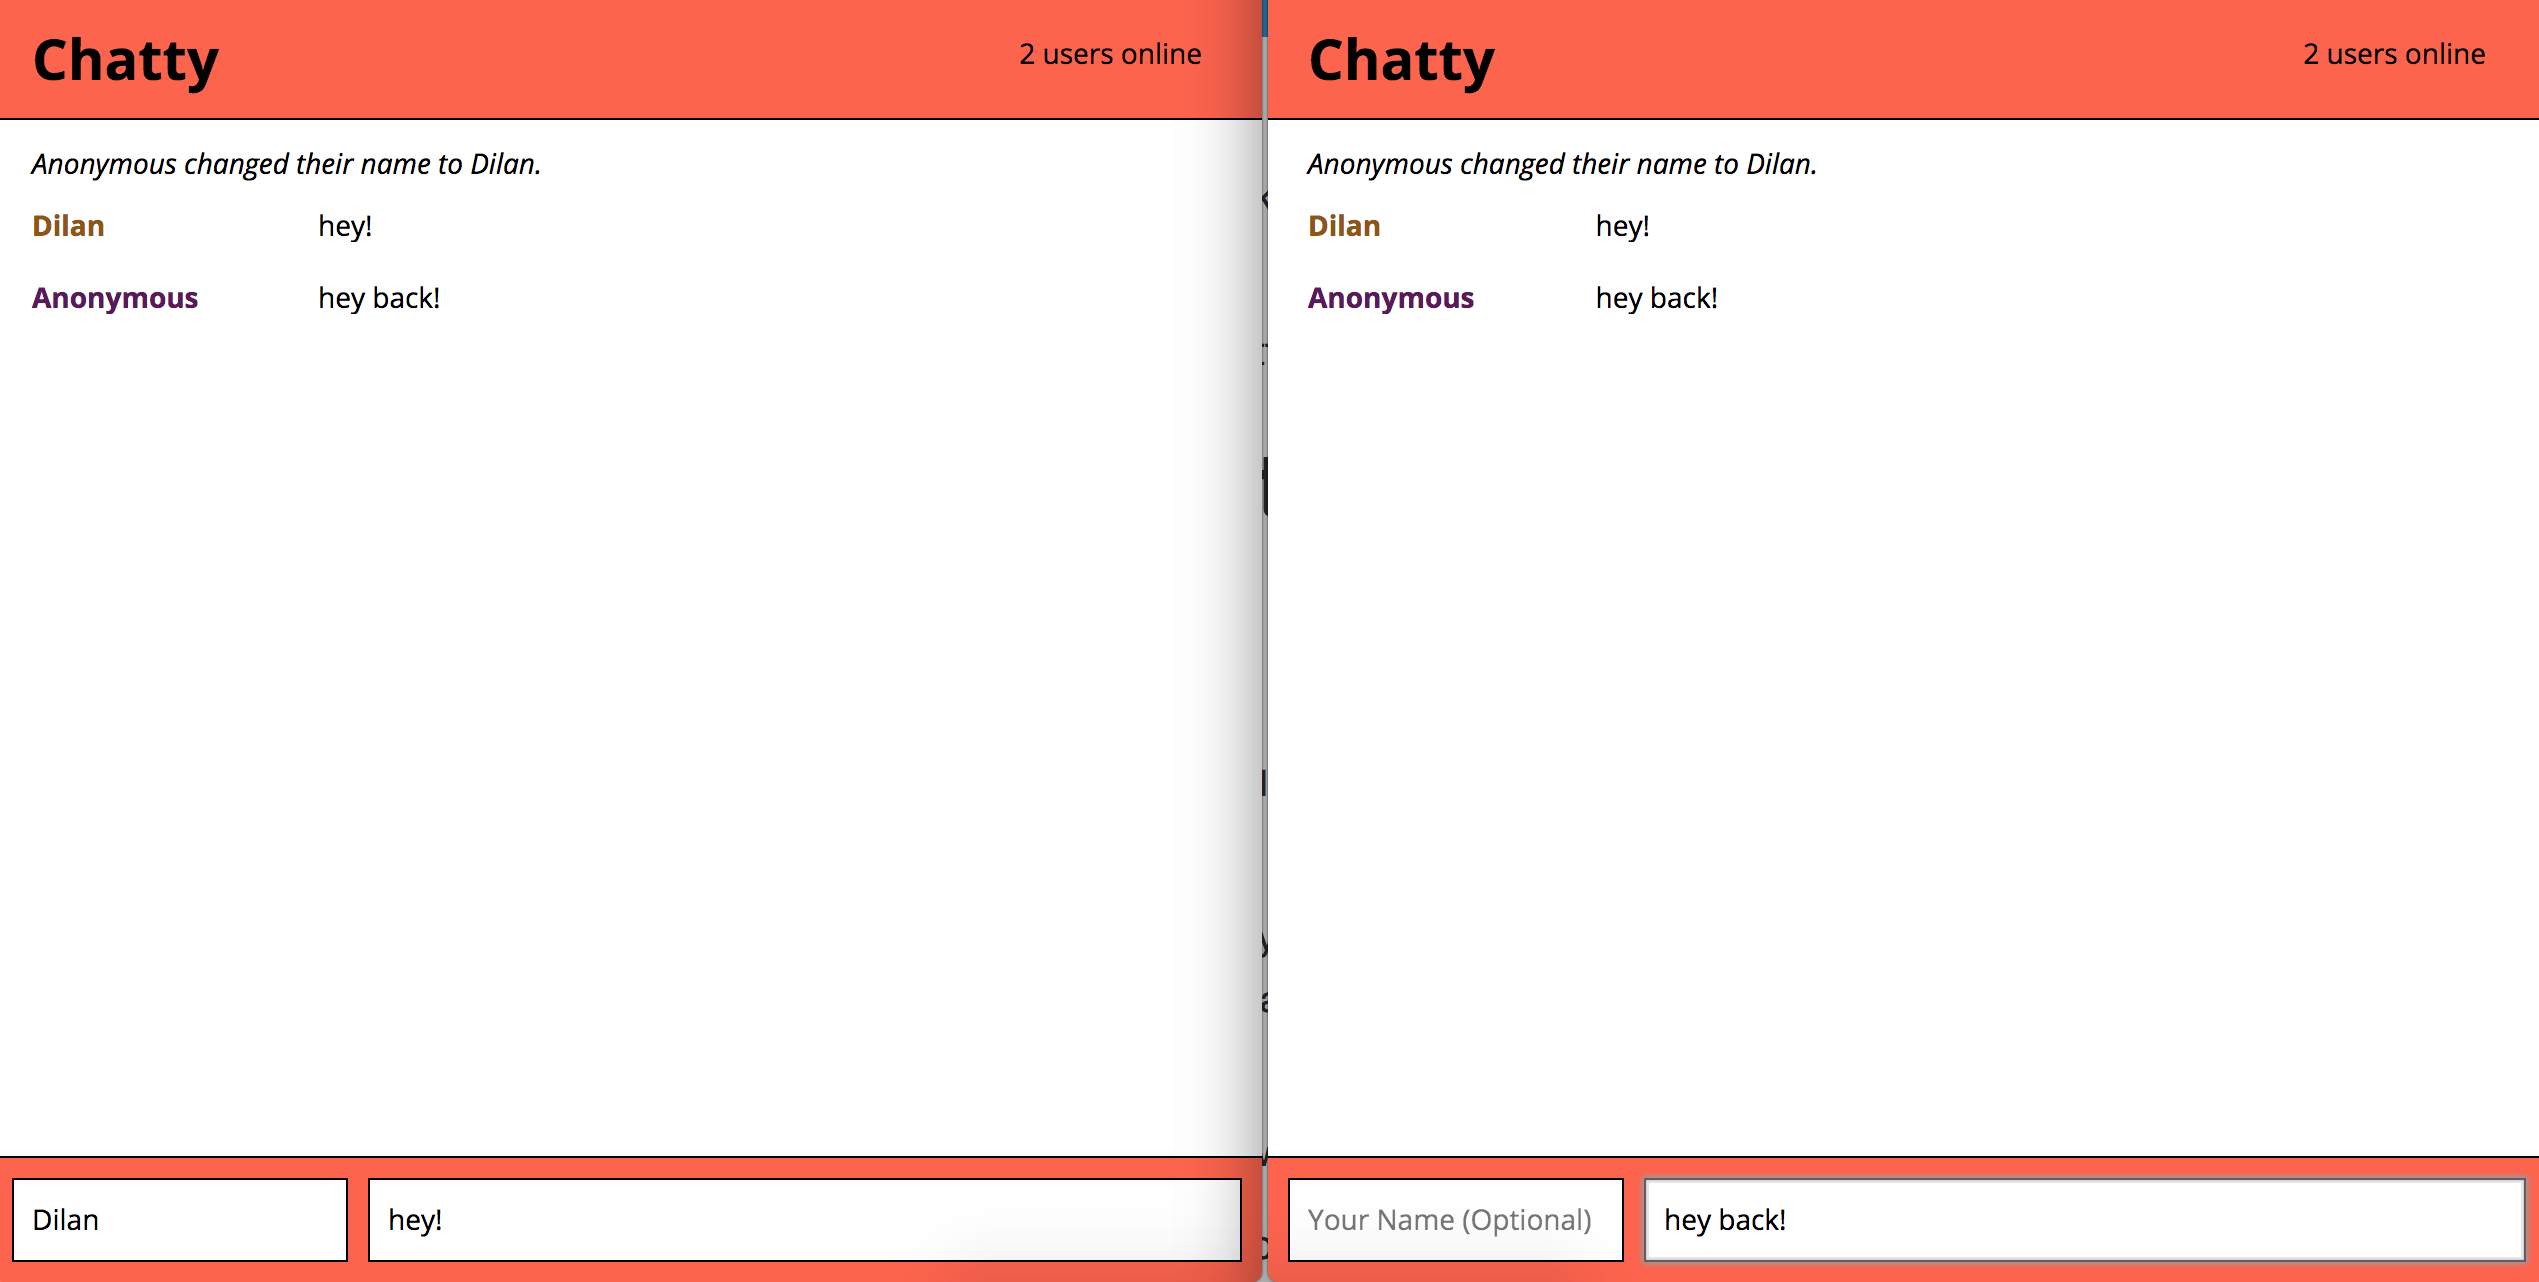 Chatty
2 users online
Anonymous changed their name to Dilan.
Dilan hey!
Anonymous hey back!
Dilan
hey!
Chatty
2 users online
Anonymous changed their name to Dilan.
Dilan hey!
Anonymous hey back!
Your Name (Optional)
hey back!